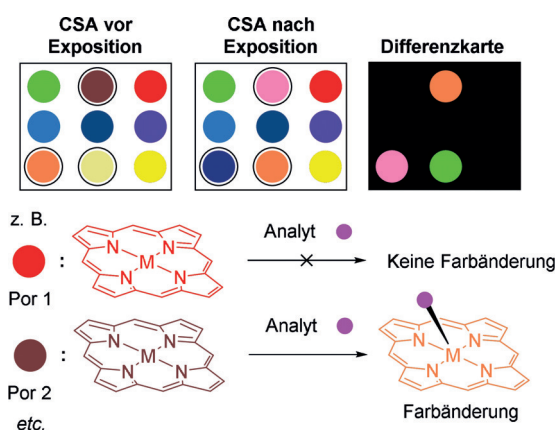 CSA vor
Exposition
CSA nach
Exposition
Differenzkarte
z. B.
:
Por 1
N
N
M
N
N
Analyt
Keine Farbänderung
:
Por 2
N
N
M
N
N
Analyt
N
N
M
N
N
Farbänderung
etc.